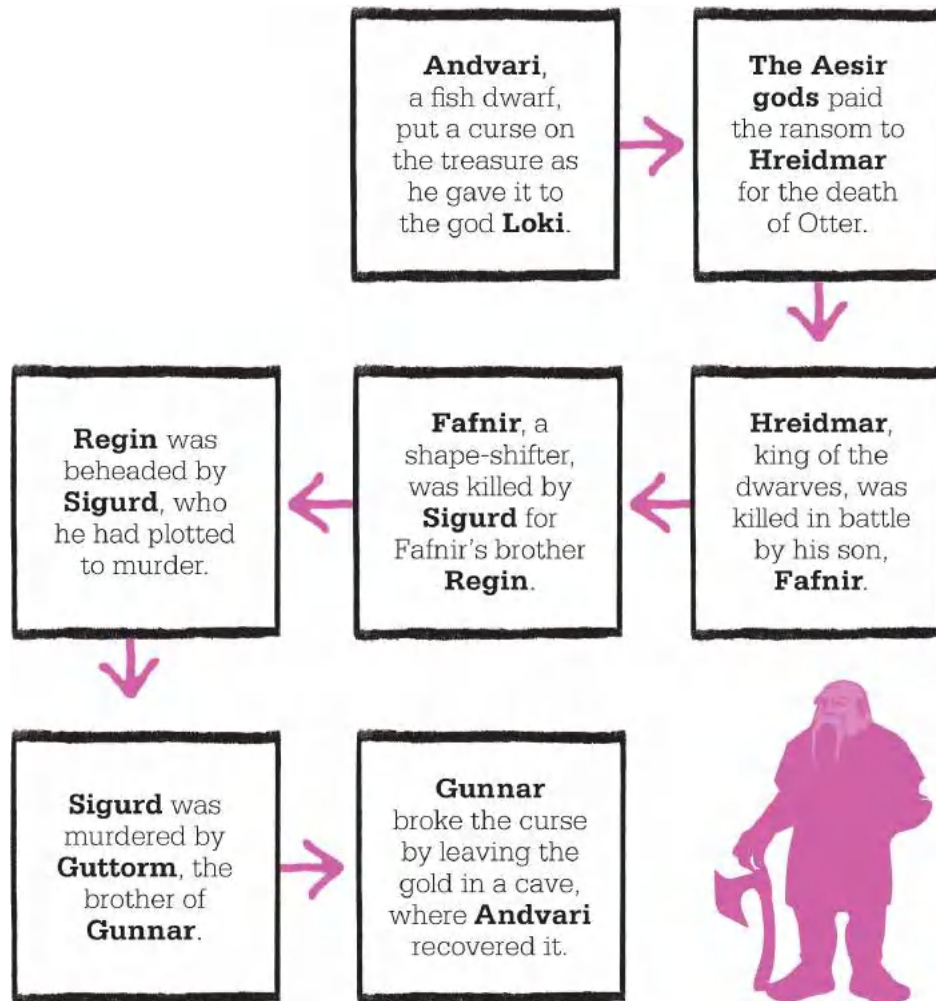 Andvari,
a fish dwarf,
put a curse on
the treasure as
he gave it to
the god Loki.
The Aesir
gods paid
the ransom to
Hreidmar
for the death
of Otter.
Hreidmar,
king of the
dwarves, was
killed in battle
by his son,
Fafnir.
Fafnir, a
shape-shifter,
was killed by
Sigurd for
Fafnir's brother
Regin.
Regin was
beheaded by
Sigurd, who
he had plotted
to murder.
Sigurd was
murdered by
Guttorm, the
brother of
Gunnar.
Gunnar
broke the curse
by leaving the
gold in a cave,
where Andvari
recovered it.